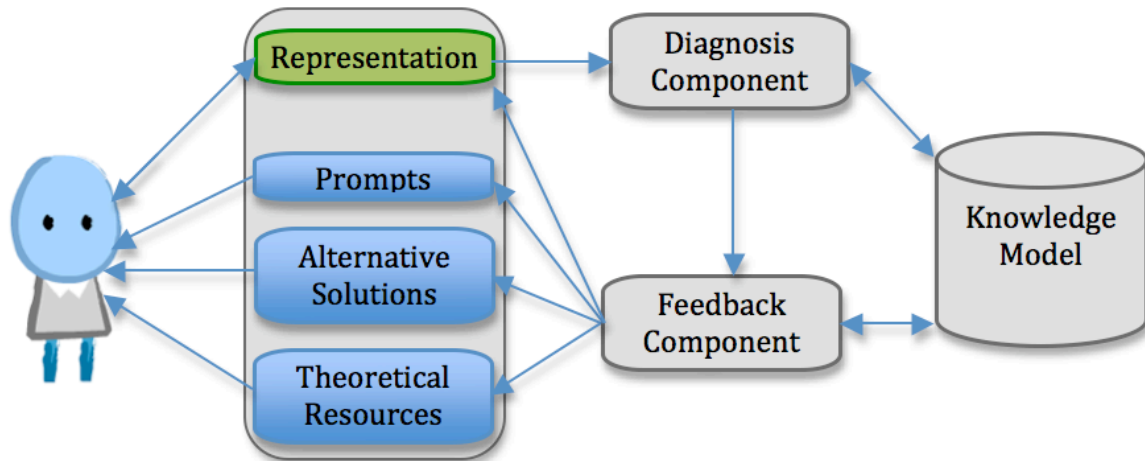 Representation
Prompts
Alternative
Solutions
Theoretical
Resources
Diagnosis
Component
Feedback
Component
Knowledge
Model